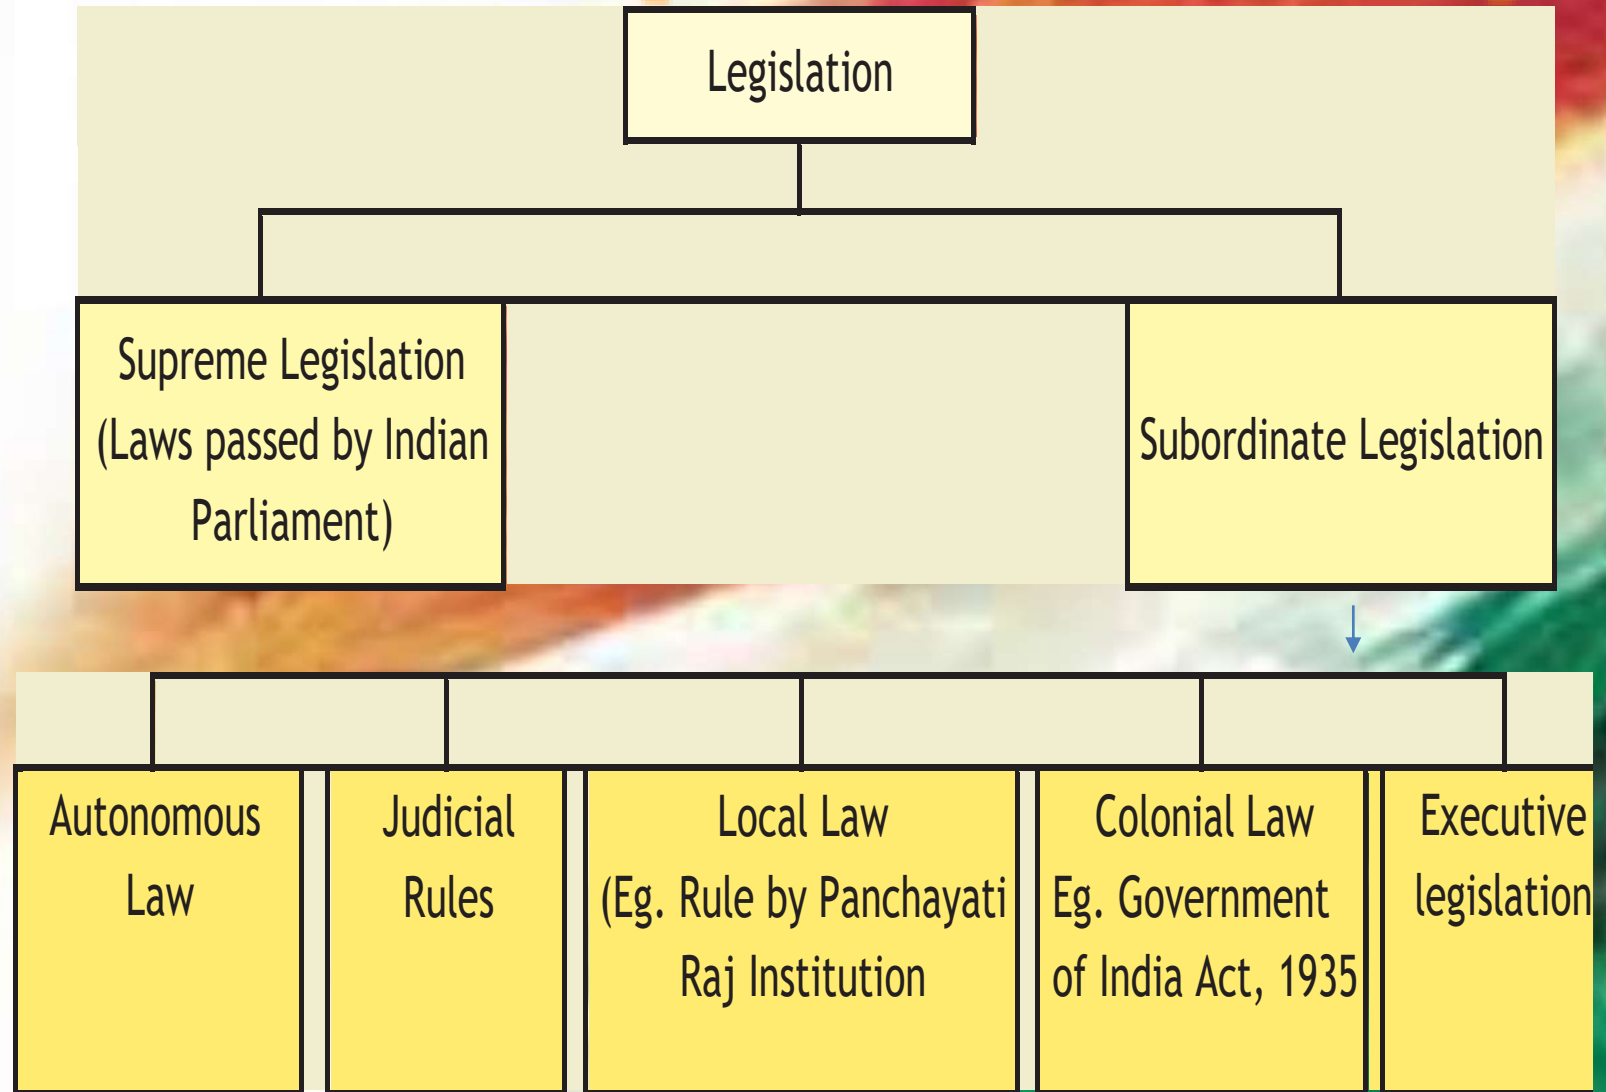 Legislation
Supreme Legislation
(Laws passed by Indian
Parliament)
Subordinate Legislation
Autonomous
Law
Judicial
Rules
Local Law
(Eg. Rule by Panchayati
Raj Institution
Colonial Law
Eg. Government
of India Act, 1935
Executive
legislation